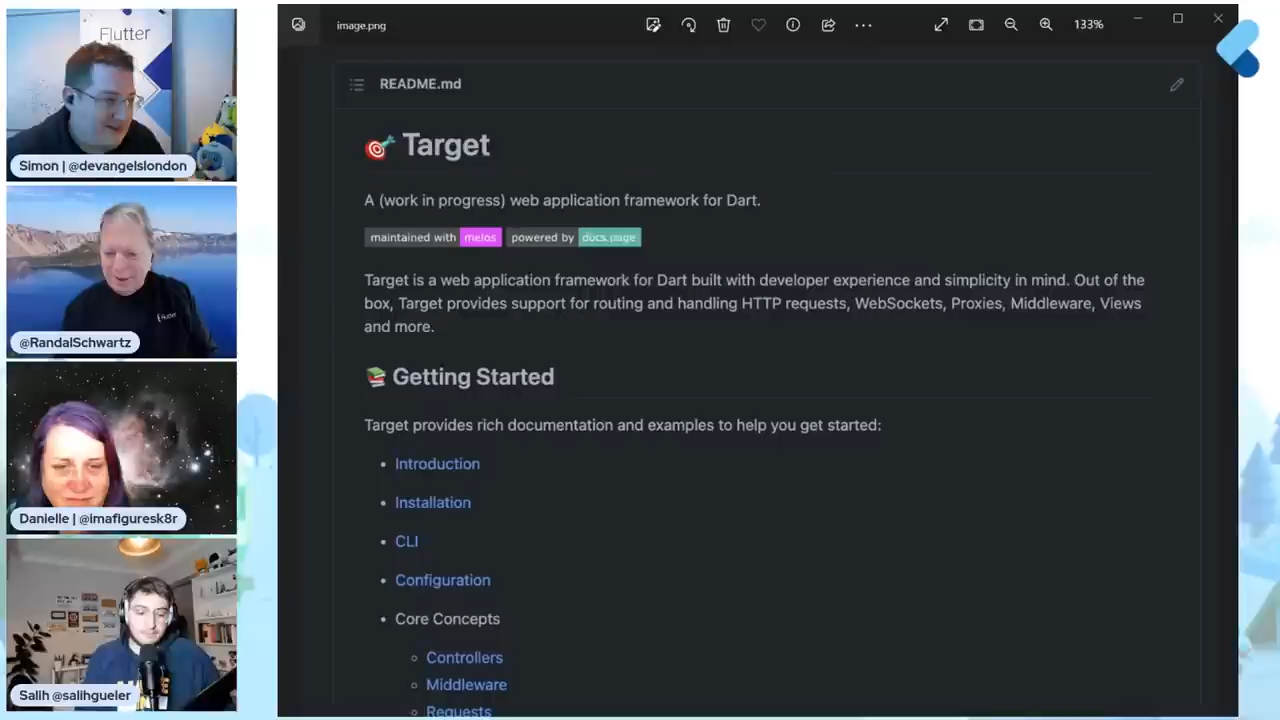 Flutter
Simon | @devangelslondon
@RandalSchwartz
Danielle | @imafiguresk8r
Salih @salihgueler
image.png
133%
README.md
Target
A (work in progress) web application framework for Dart.
maintained with melos powered by docs.page
Target is a web application framework for Dart built with developer experience and simplicity in mind. Out of the
box, Target provides support for routing and handling HTTP requests, WebSockets, Proxies, Middleware, Views
and more.
Getting Started
Target provides rich documentation and examples to help you get started:
Introduction
Installation
CLI
Configuration
Core Concepts
Controllers
Middleware
Requests